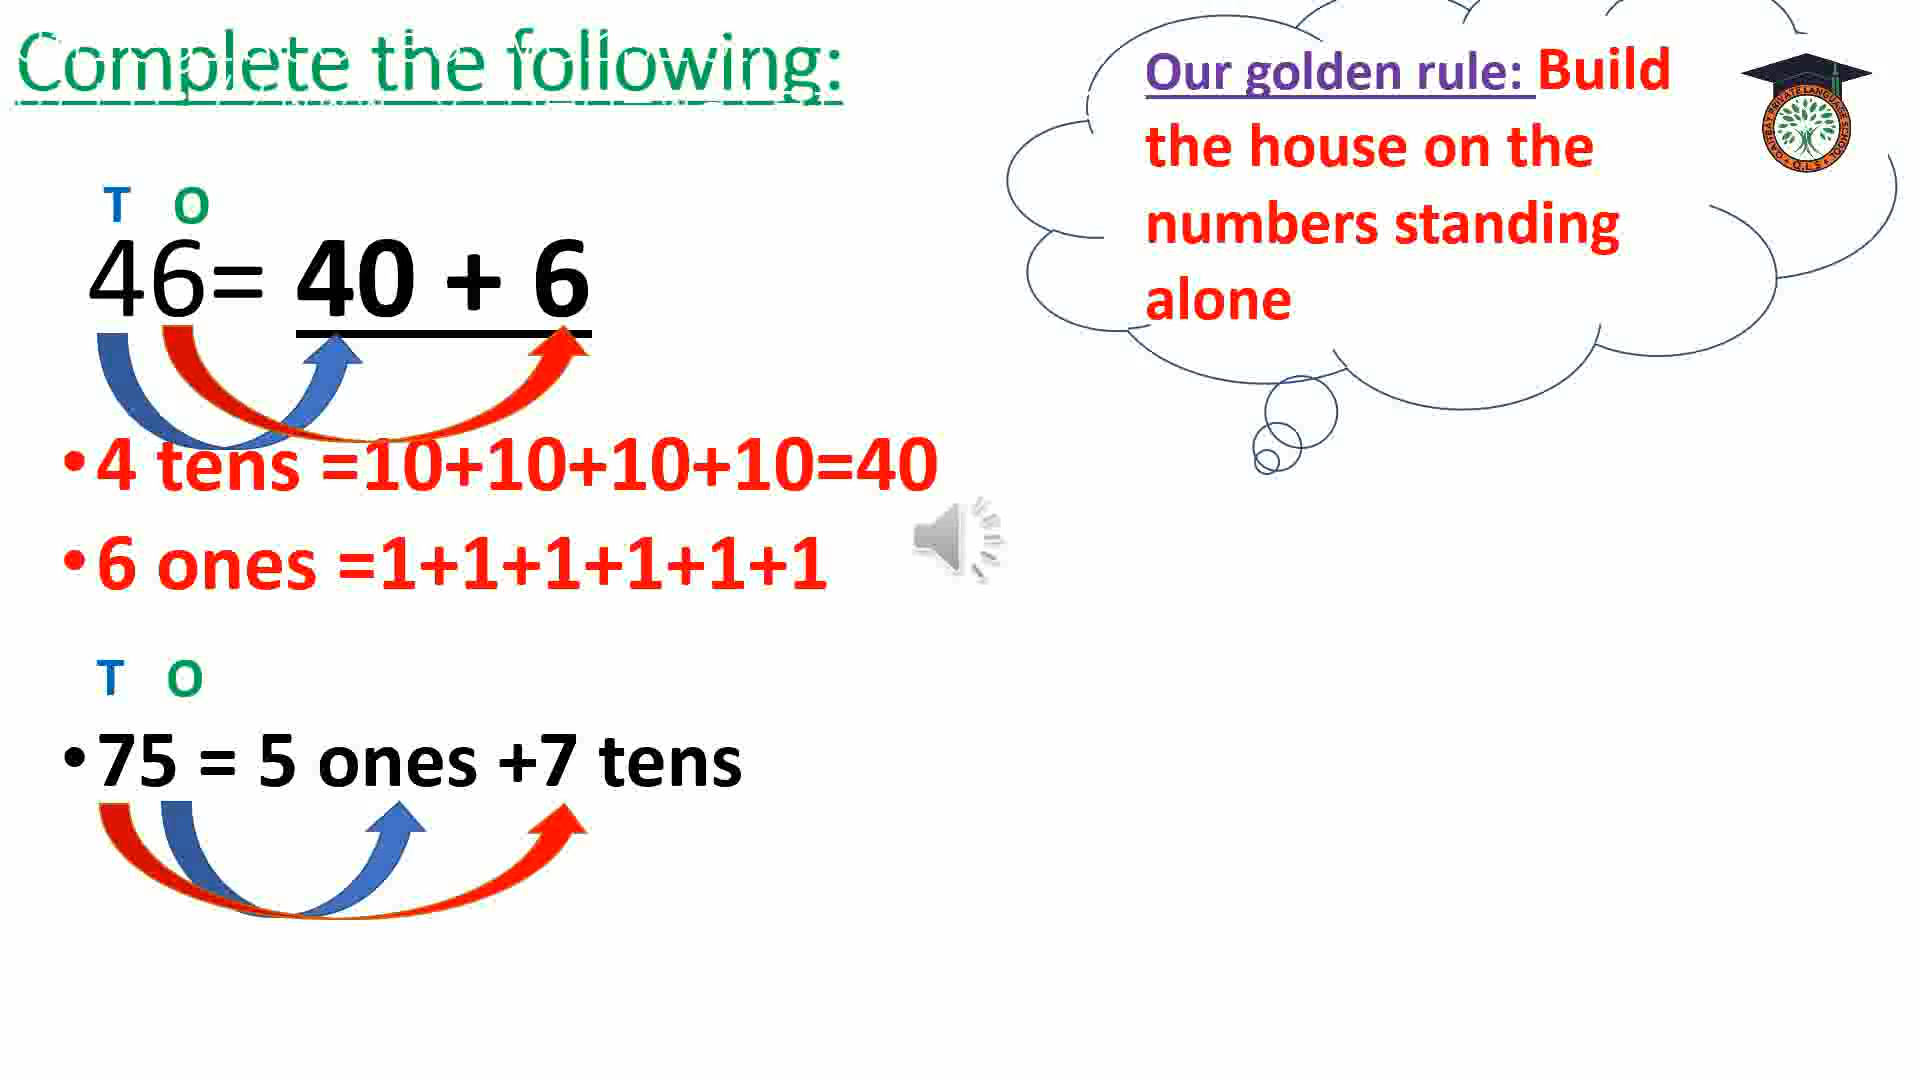 Complete the following:
Our golden rule: Build
the house on the
numbers standing
alone
T O
46= 40 + 6
•4 tens =10+10+10+10=40
•6 ones =1+1+1+1+1+1
T O
•75 = 5 ones +7 tens